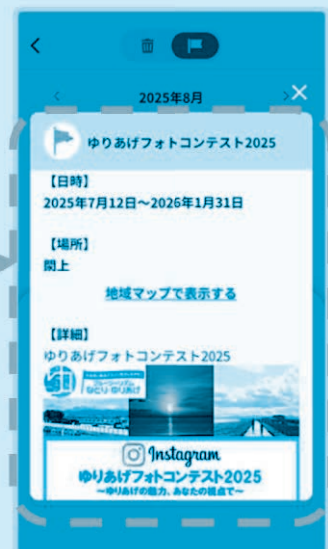 2025年8月
ゆりあげフォトコンテスト2025
【日時】
2025年7月12日~2026年1月31日
【場所】
閖上
地域マップで表示する
【詳細】
ゆりあげフォトコンテスト2025
Instagram
ゆりあげフォトコンテスト2025
~ゆりあげの魅力、あなたの視点で~